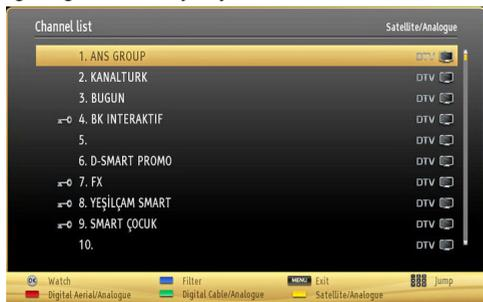 Channel list Satellite/Analogue
1. ANS GROUP DTV
2. KANALTURK DTV
3. BUGUN DTV
4. BK INTERAKTIF DTV
5. DTV
6. D-SMART PROMO DTV
7. FX DTV
8. YEŞİLÇAM SMART DTV
9. SMART ÇOCUK DTV
10. DTV
OK Watch Filter MENU Exit Jump
Digital Aerial/Analogue Digital Cable/Analogue Satellite/Analogue